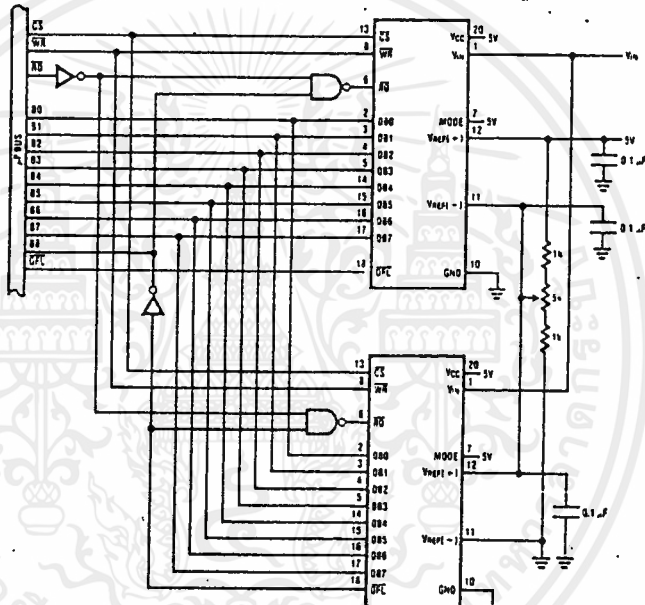 CS
WR
RD
B0
B1
B2
B3
B4
B5
B6
B7
B8
OFL
µP BUS
13 CS
8 WR
6 RD
2 DB0
3 DB1
4 DB2
5 DB3
14 DB4
15 DB5
16 DB6
17 DB7
18 OFL
VCC 20 5V
VIN 1
VIN
MODE 7 5V
VREF(+) 12
5V
0.1 µF
VREF(-) 11
0.1 µF
GND 10
1k
5k
1k
13 CS
8 WR
6 RD
2 DB0
3 DB1
4 DB2
5 DB3
14 DB4
15 DB5
16 DB6
17 DB7
18 OFL
VCC 20 5V
VIN 1
MODE 7 5V
VREF(+) 12
0.1 µF
VREF(-) 11
GND 10